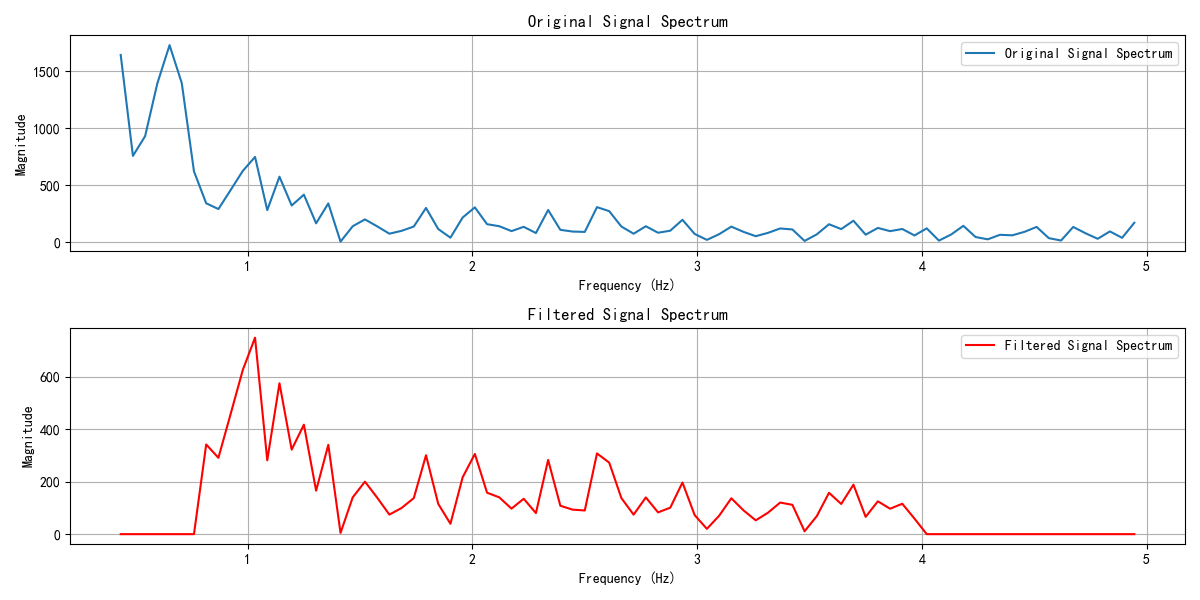 Original Signal Spectrum
Original Signal Spectrum
Magnitude
1500
1000
500
0
1 2 3 4 5
Frequency (Hz)
Filtered Signal Spectrum
Filtered Signal Spectrum
Magnitude
600
400
200
0
1 2 3 4 5
Frequency (Hz)